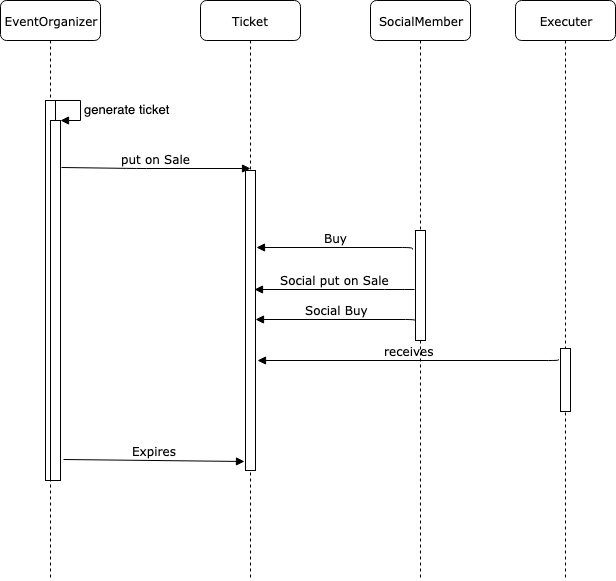 EventOrganizer
Ticket
SocialMember
Executer
generate ticket
put on Sale
Buy
Social put on Sale
Social Buy
receives
Expires